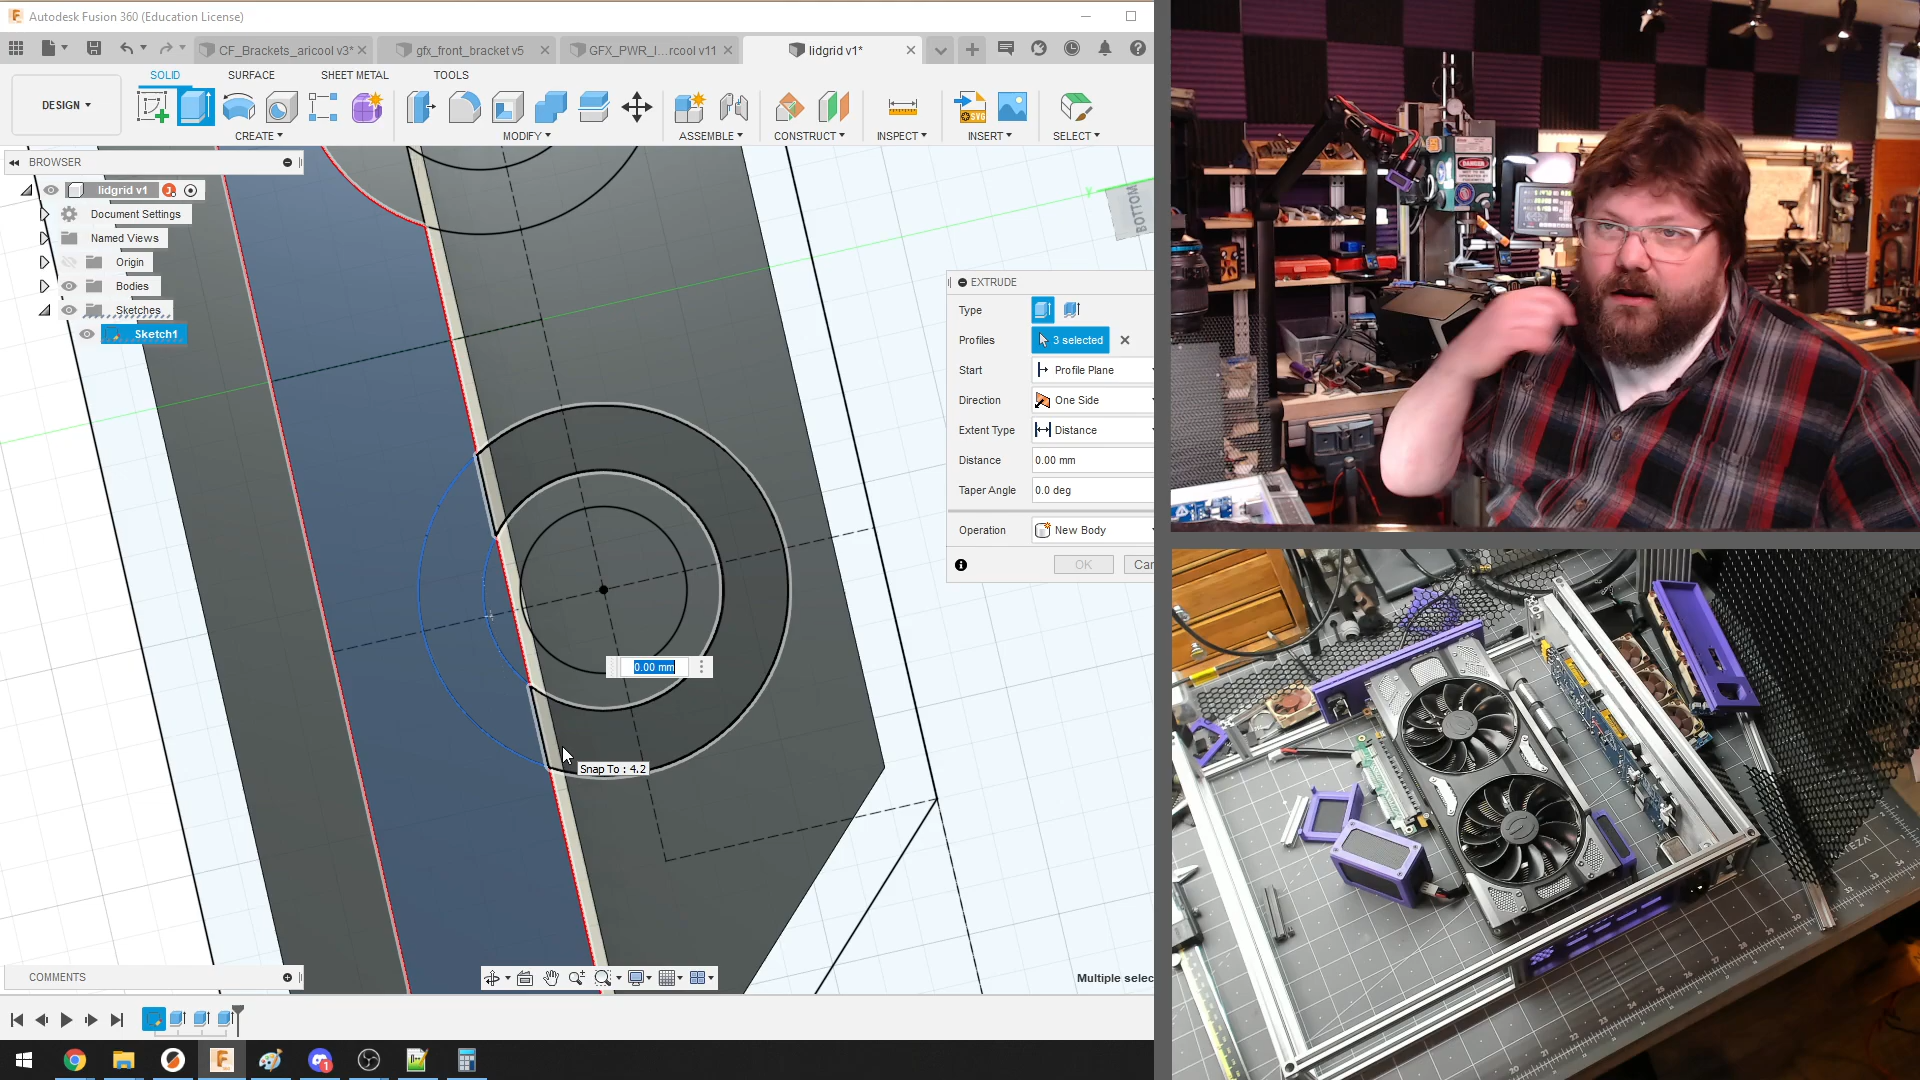 Autodesk Fusion 360 (Education License)
CF_Brackets_aricool v3*
gfx_front_bracket v5
GFX_PWR_I...rcool v11
lidgrid v1*
DESIGN
SOLID
SURFACE
SHEET METAL
TOOLS
CREATE
MODIFY
ASSEMBLE
CONSTRUCT
INSPECT
INSERT
SELECT
BROWSER
lidgrid v1
Document Settings
Named Views
Origin
Bodies
Sketches
Sketch1
BOTTOM
EXTRUDE
Type
Profiles
3 selected
Start
Profile Plane
Direction
One Side
Extent Type
Distance
Distance
0.00 mm
Taper Angle
0.0 deg
Operation
New Body
OK
Can
0.00 mm
Snap To : 4.2
COMMENTS
Multiple selec
DANGER